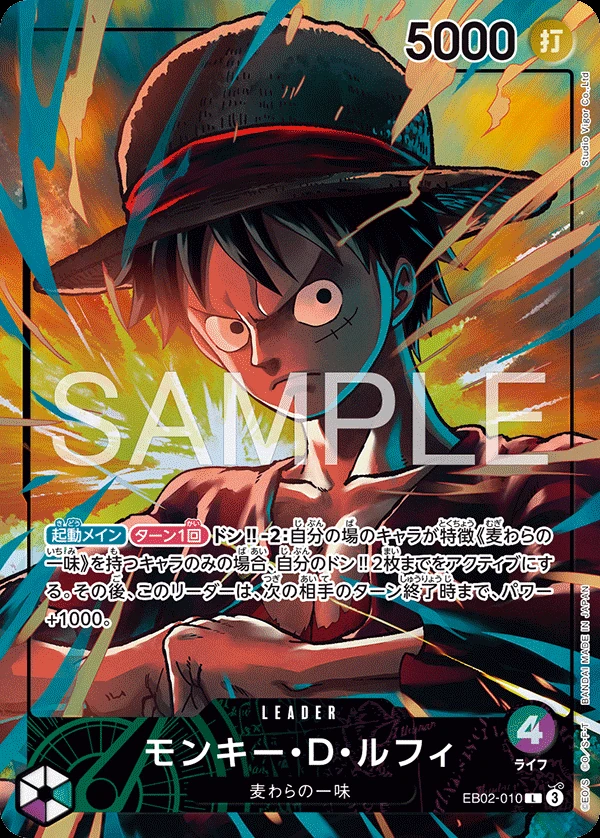 5000 打
Studio Vigor Co.,Ltd
SAMPLE
起動メイン ターン1回 ドン!!-2:自分の場のキャラが特徴《麦わらの
一味》を持つキャラのみの場合、自分のドン!!2枚までをアクティブにす
る。その後、このリーダーは、次の相手のターン終了時まで、パワー
+1000。
©E.O/S. ©O./S.F.T BANDAI MADE IN JAPAN
LEADER
モンキー・D・ルフィ
4
ライフ
麦わらの一味
EB02-010 L 3